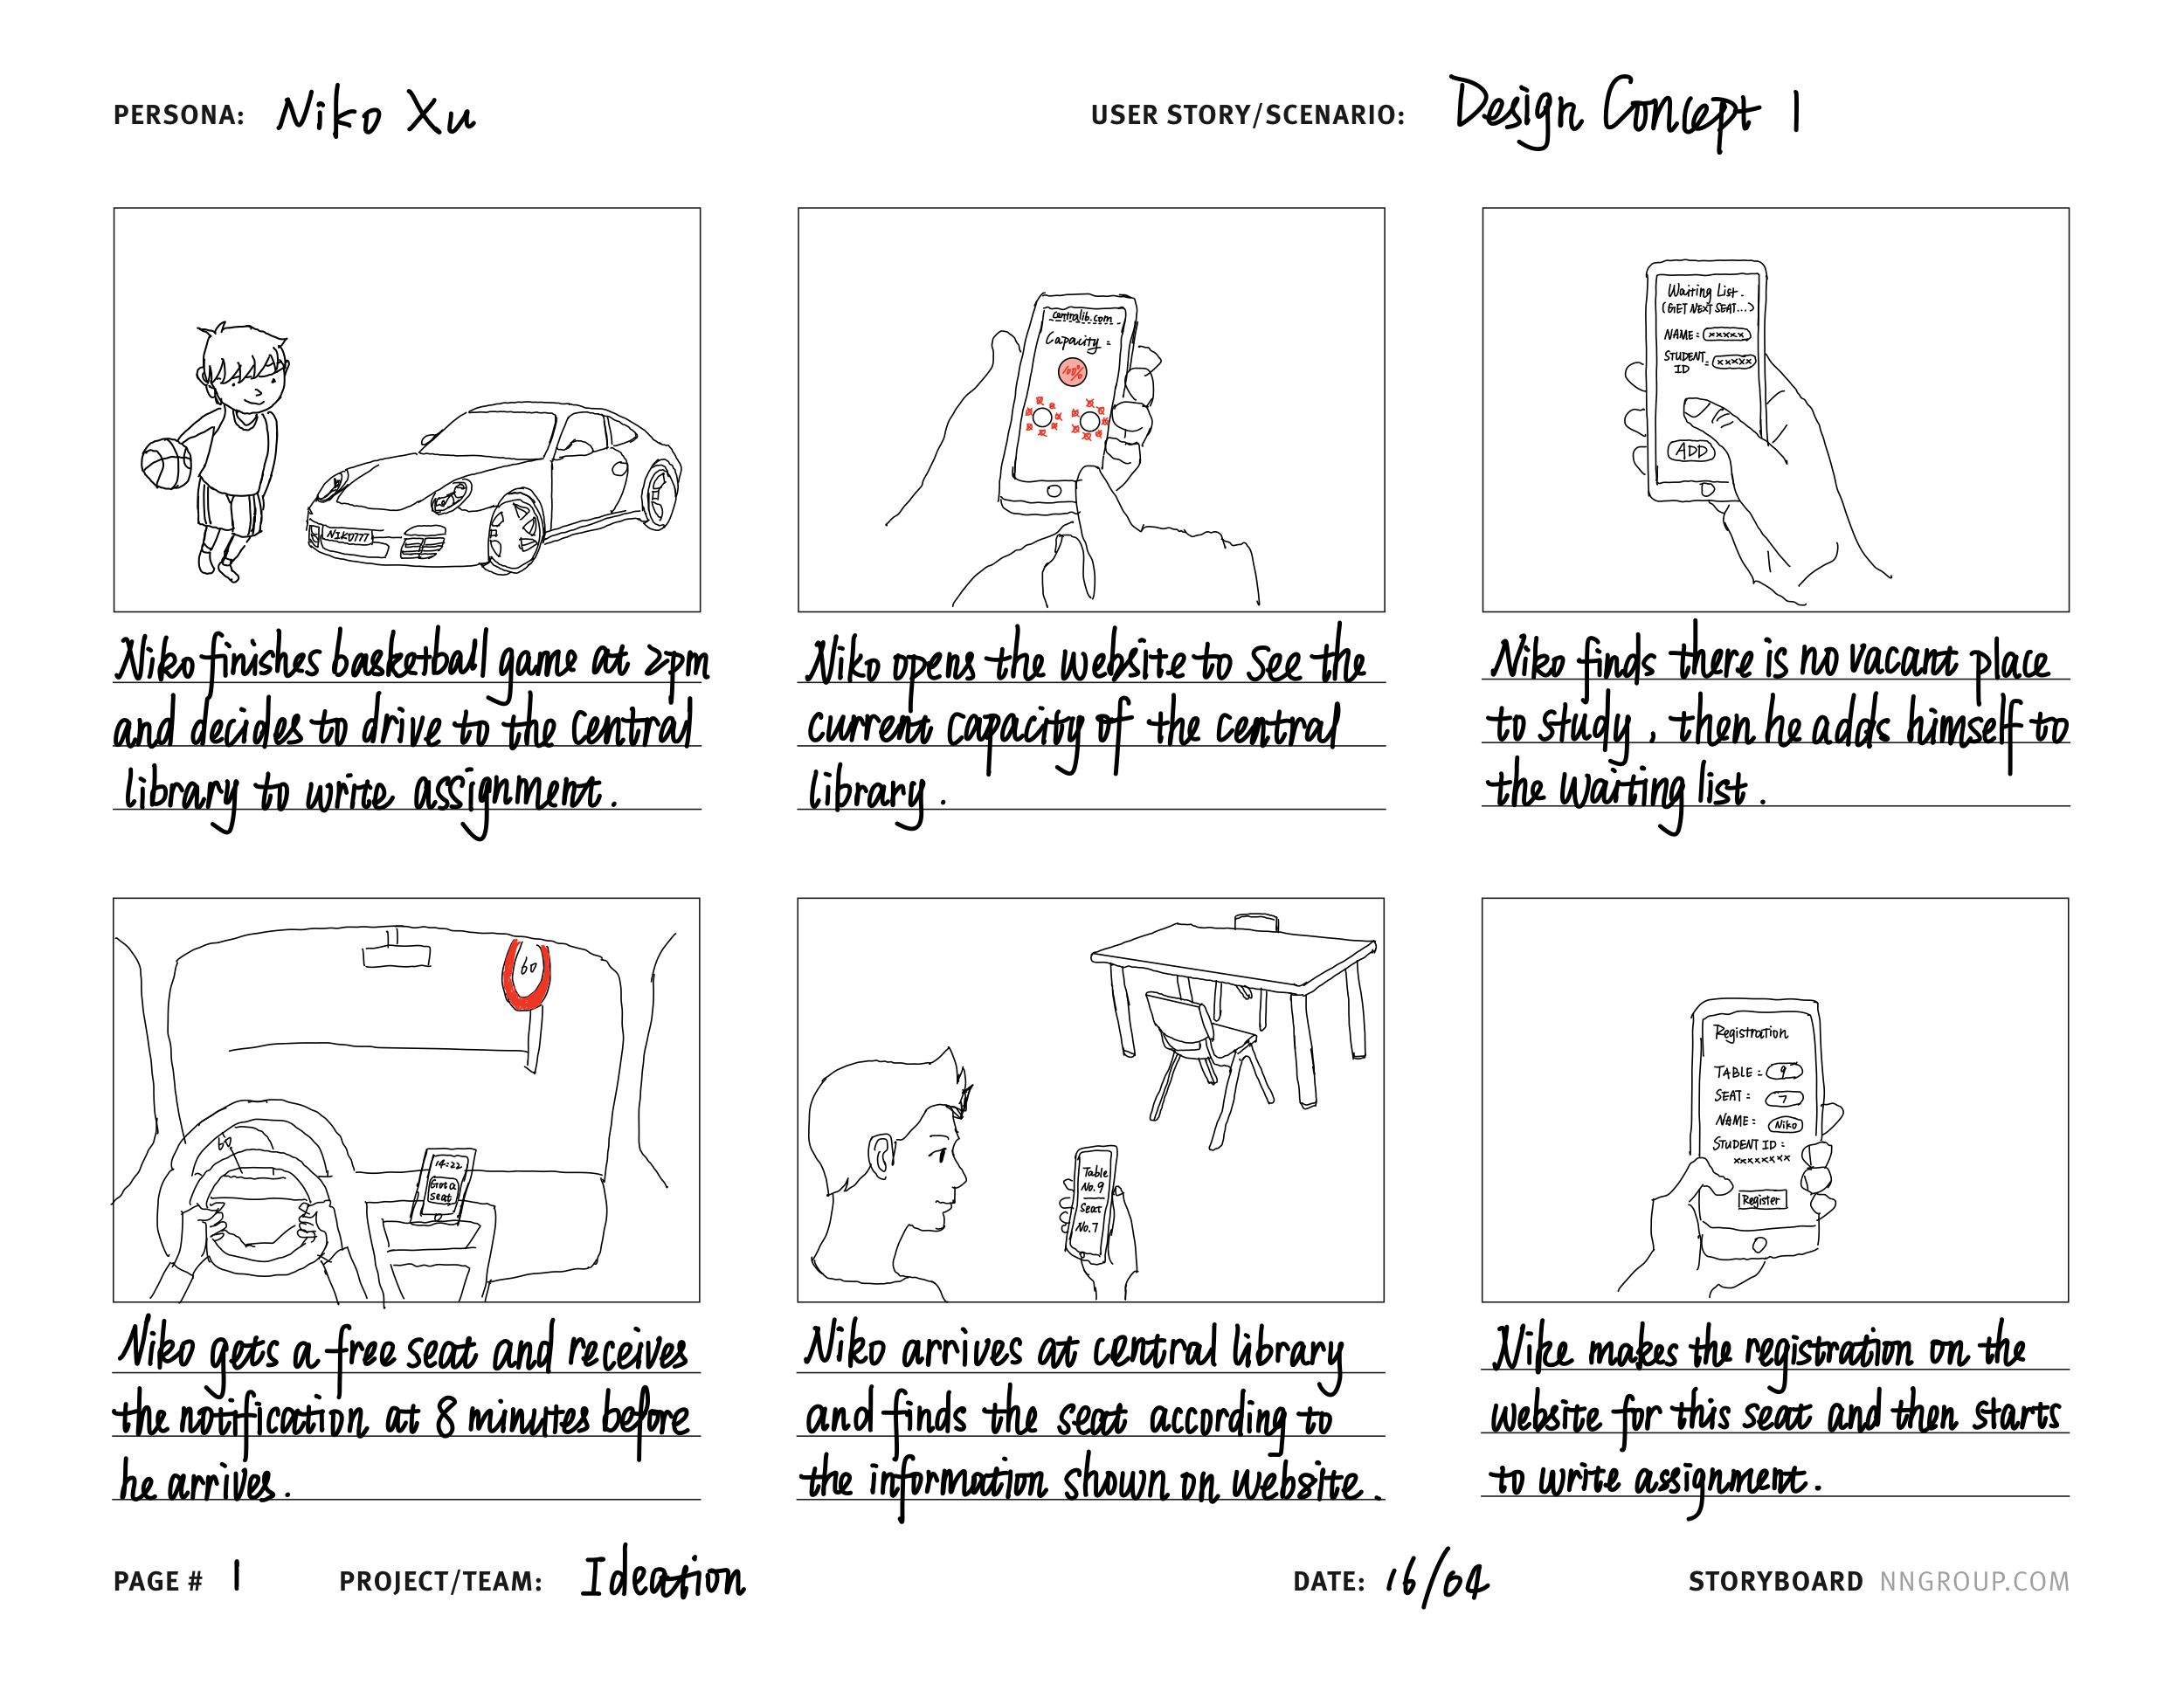 PERSONA: Niko Xu
USER STORY/SCENARIO: Design Concept 1
NIKO777
centralib.com
Capacity:
100%
Waiting List.
(GET NEXT SEAT...)
NAME: xxxxx
STUDENT ID: xxxxx
ADD
Niko finishes basketball game at 2pm
and decides to drive to the central
library to write assignment.
Niko opens the website to see the
current capacity of the central
library.
Niko finds there is no vacant place
to study, then he adds himself to
the waiting list.
60
60
14:22
Got a
seat
Table
No.9
Seat
No.7
Registration
TABLE: 9
SEAT: 7
NAME: Niko
STUDENT ID:
xxxxxxxx
Register
Niko gets a free seat and receives
the notification at 8 minutes before
he arrives.
Niko arrives at central library
and finds the seat according to
the information shown on website.
Nike makes the registration on the
website for this seat and then starts
to write assignment.
PAGE # 1
PROJECT/TEAM: Ideation
DATE: 16/04
STORYBOARD NNGROUP.COM